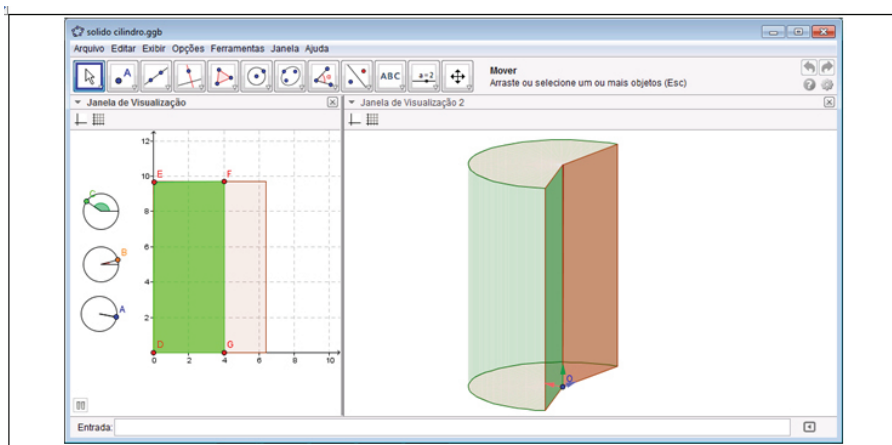 solido cilindro.ggb
Arquivo Editar Exibir Opções Ferramentas Janela Ajuda
A
ABC
a=2
Mover
Arraste ou selecione um ou mais objetos (Esc)
Janela de Visualização
Janela de Visualização 2
12
10
8
6
4
2
0 2 4 6 8 10
E F
D G
C
B
A
Entrada: